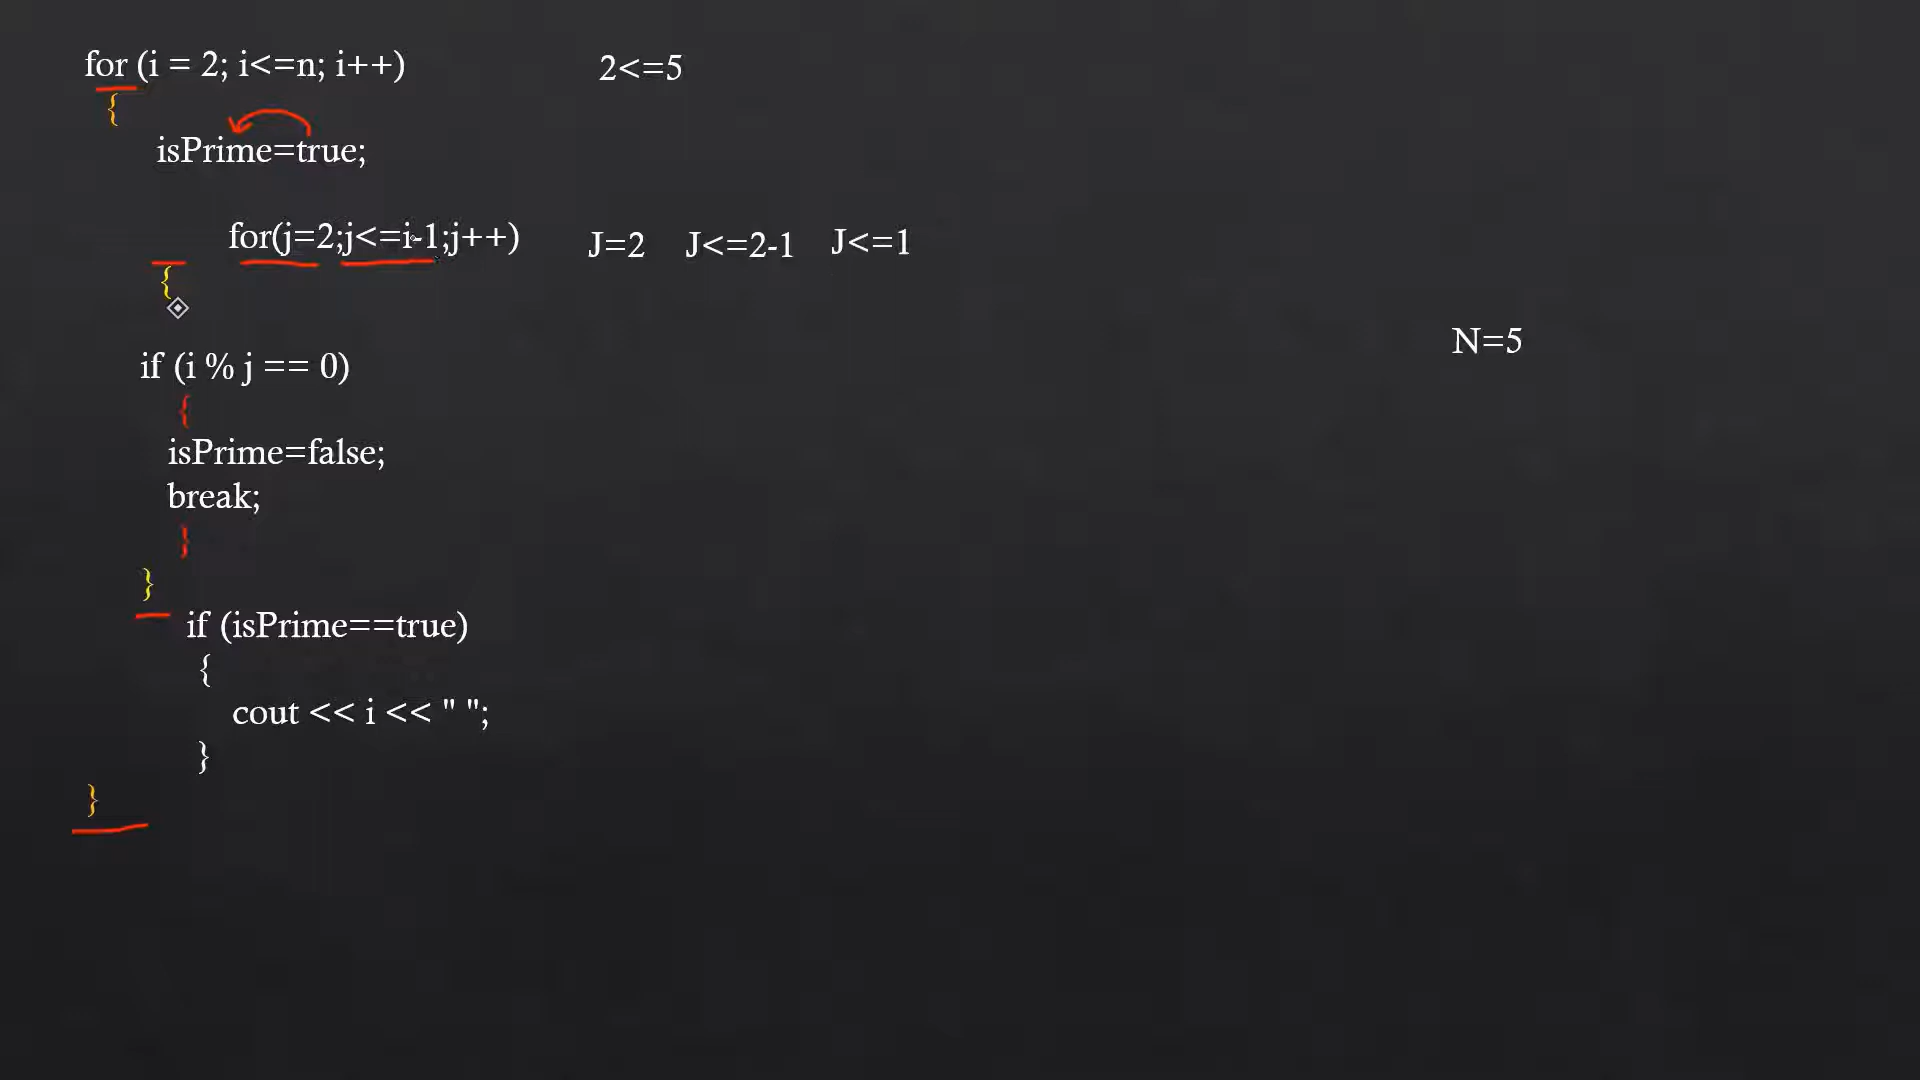 for (i = 2; i<=n; i++) 2<=5
{
isPrime=true;
for(j=2;j<=i-1;j++) J=2 J<=2-1 J<=1
{
N=5
if (i % j == 0)
{
isPrime=false;
break;
}
}
if (isPrime==true)
{
cout << i << " ";
}
}